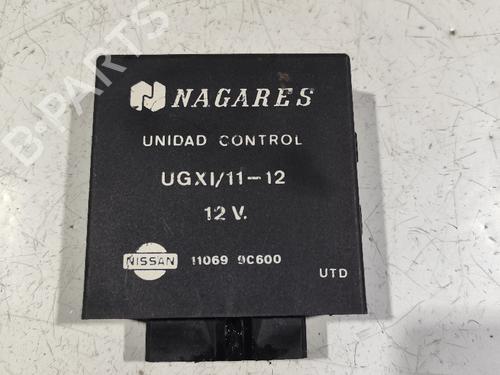 B-PARTS
NAGARES
UNIDAD CONTROL
UGXI/11-12
12 V.
NISSAN 11069 9C600
UTD